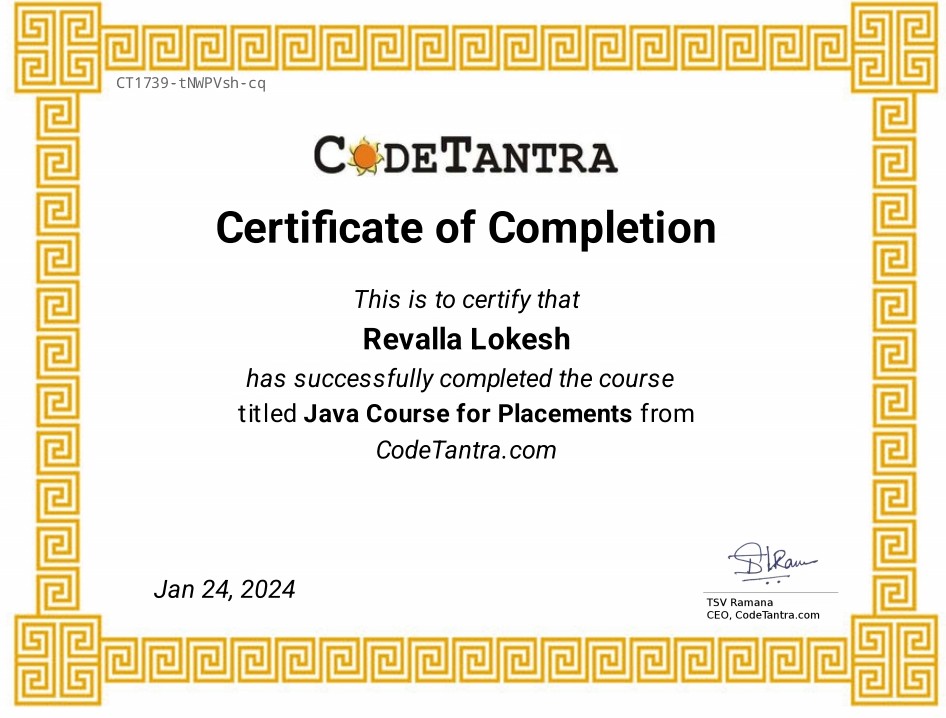 CT1739-tNWPVsh-cq
CODETANTRA
Certificate of Completion
This is to certify that
Revalla Lokesh
has successfully completed the course
titled Java Course for Placements from
CodeTantra.com
Jan 24, 2024
TSV Ramana
CEO, CodeTantra.com